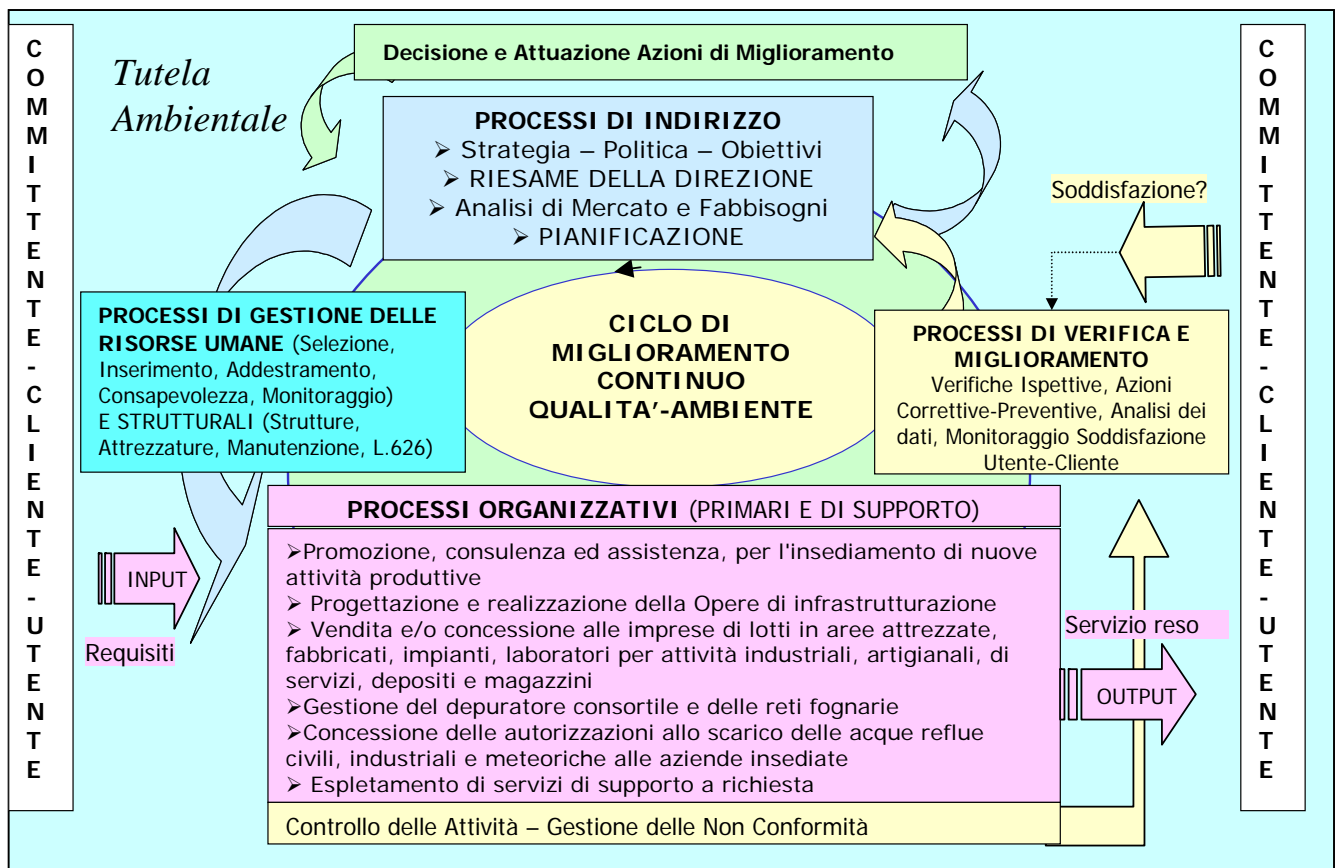 COMMITTENTE-CLIENTE-UTENTE
Tutela
Ambientale
Decisione e Attuazione Azioni di Miglioramento
PROCESSI DI INDIRIZZO
➢ Strategia – Politica – Obiettivi
➢ RIESAME DELLA DIREZIONE
➢ Analisi di Mercato e Fabbisogni
➢ PIANIFICAZIONE
Soddisfazione?
PROCESSI DI GESTIONE DELLE
RISORSE UMANE (Selezione,
Inserimento, Addestramento,
Consapevolezza, Monitoraggio)
E STRUTTURALI (Strutture,
Attrezzature, Manutenzione, L.626)
CICLO DI
MIGLIORAMENTO
CONTINUO
QUALITA’-AMBIENTE
PROCESSI DI VERIFICA E
MIGLIORAMENTO
Verifiche Ispettive, Azioni
Correttive-Preventive, Analisi dei
dati, Monitoraggio Soddisfazione
Utente-Cliente
PROCESSI ORGANIZZATIVI (PRIMARI E DI SUPPORTO)
➢Promozione, consulenza ed assistenza, per l'insediamento di nuove
attività produttive
➢ Progettazione e realizzazione della Opere di infrastrutturazione
➢ Vendita e/o concessione alle imprese di lotti in aree attrezzate,
fabbricati, impianti, laboratori per attività industriali, artigianali, di
servizi, depositi e magazzini
➢Gestione del depuratore consortile e delle reti fognarie
➢Concessione delle autorizzazioni allo scarico delle acque reflue
civili, industriali e meteoriche alle aziende insediate
➢ Espletamento di servizi di supporto a richiesta
Controllo delle Attività – Gestione delle Non Conformità
INPUT
Requisiti
Servizio reso
OUTPUT
COMMITTENTE-CLIENTE-UTENTE